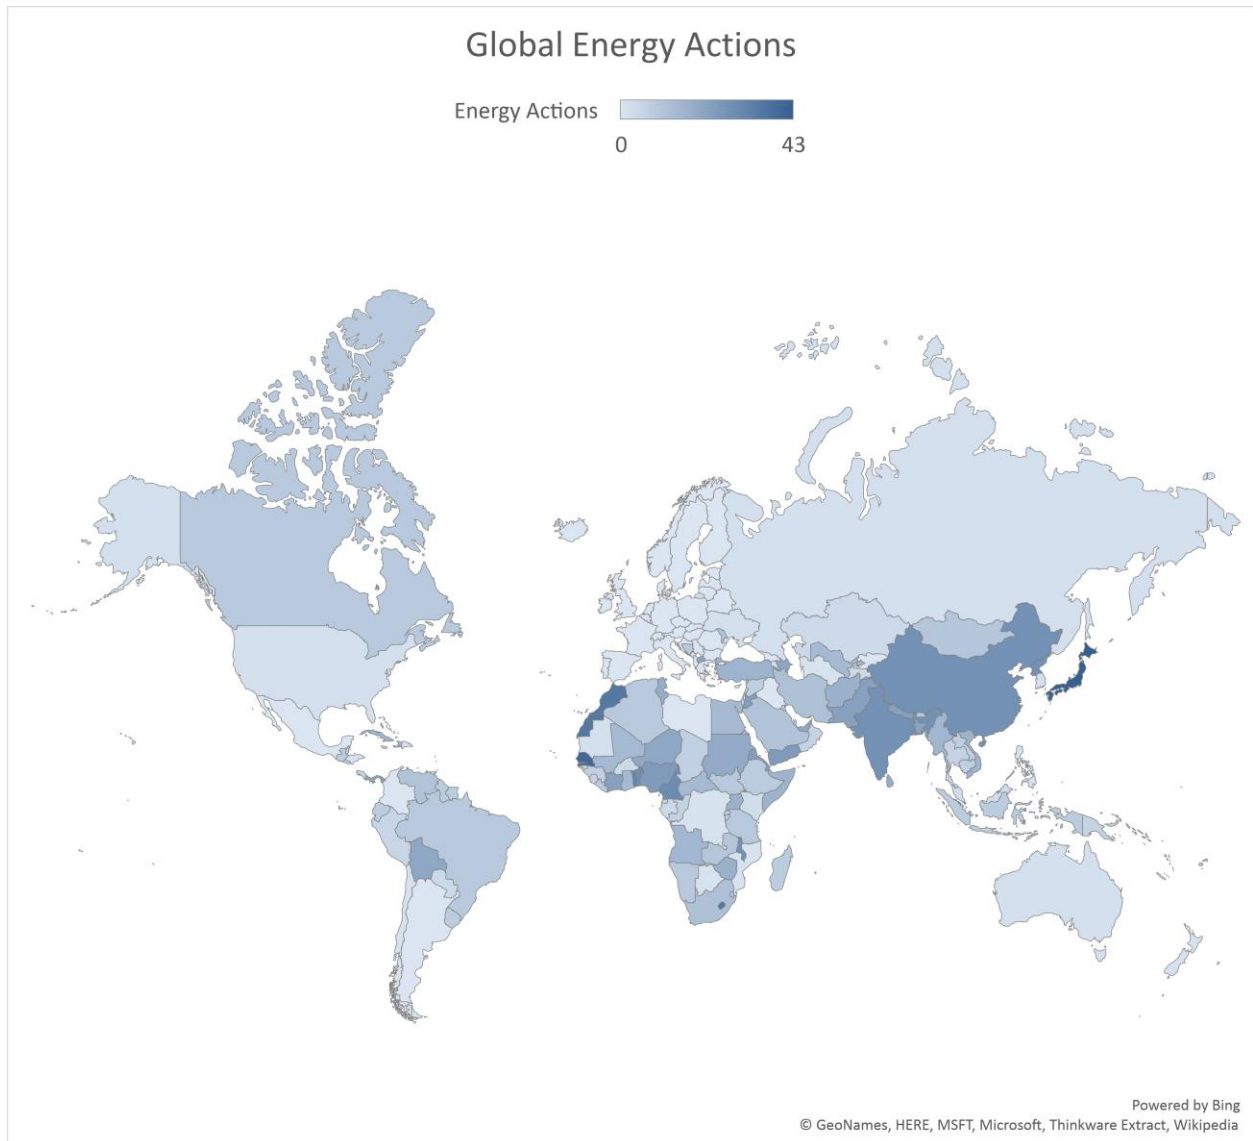 Global Energy Actions
Energy Actions
0 43
Powered by Bing
© GeoNames, HERE, MSFT, Microsoft, Thinkware Extract, Wikipedia